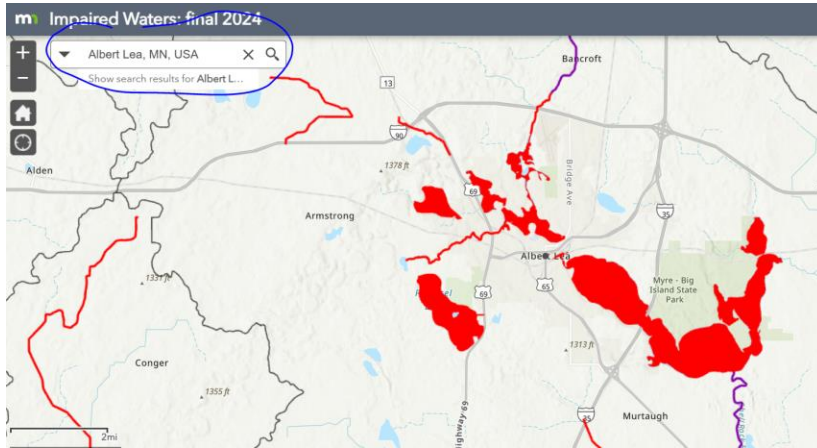 Impaired Waters: final 2024
Albert Lea, MN, USA
Show search results for Albert L...
Bancroft
13
90
Alden
1378 ft
69
Bridge Ave
35
Armstrong
Albert Lea
Myre - Big
Island State
Park
1331 ft
69
65
1313 ft
Conger
1355 ft
Highway 69
35
Murtaugh
2mi